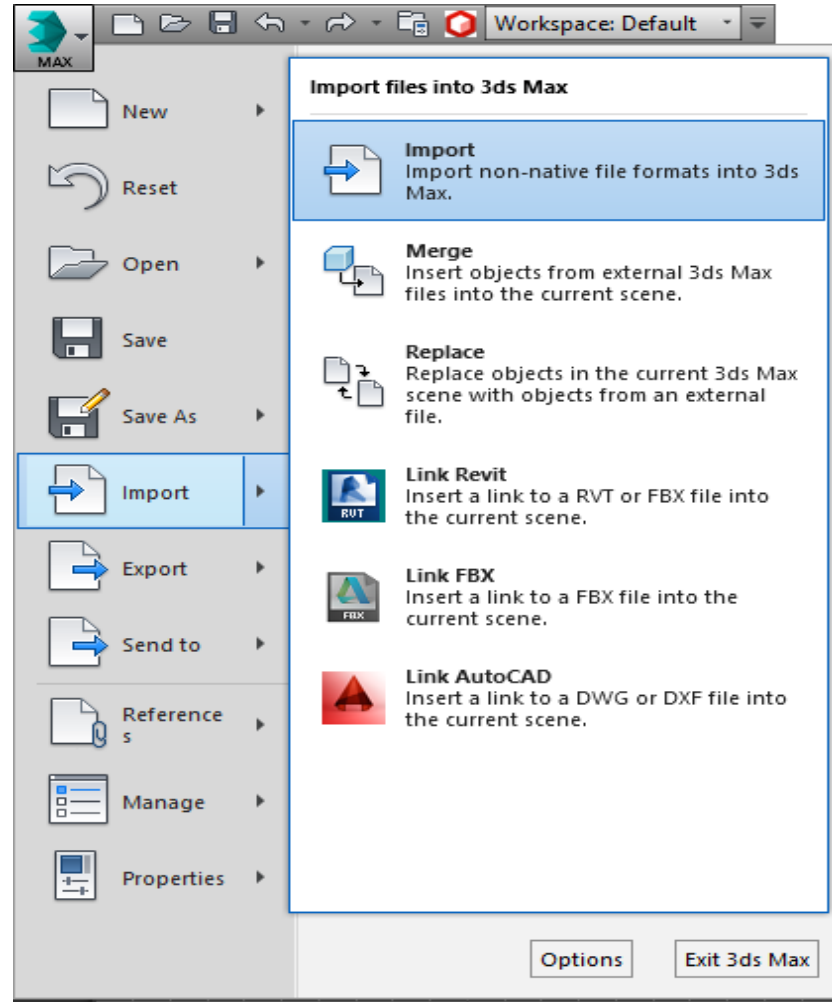 Workspace: Default
MAX
New
Reset
Open
Save
Save As
Import
Export
Send to
Reference
s
Manage
Properties
Import files into 3ds Max
Import
Import non-native file formats into 3ds
Max.
Merge
Insert objects from external 3ds Max
files into the current scene.
Replace
Replace objects in the current 3ds Max
scene with objects from an external
file.
Link Revit
RVT
Insert a link to a RVT or FBX file into
the current scene.
Link FBX
FBX
Insert a link to a FBX file into the
current scene.
Link AutoCAD
Insert a link to a DWG or DXF file into
the current scene.
Options
Exit 3ds Max